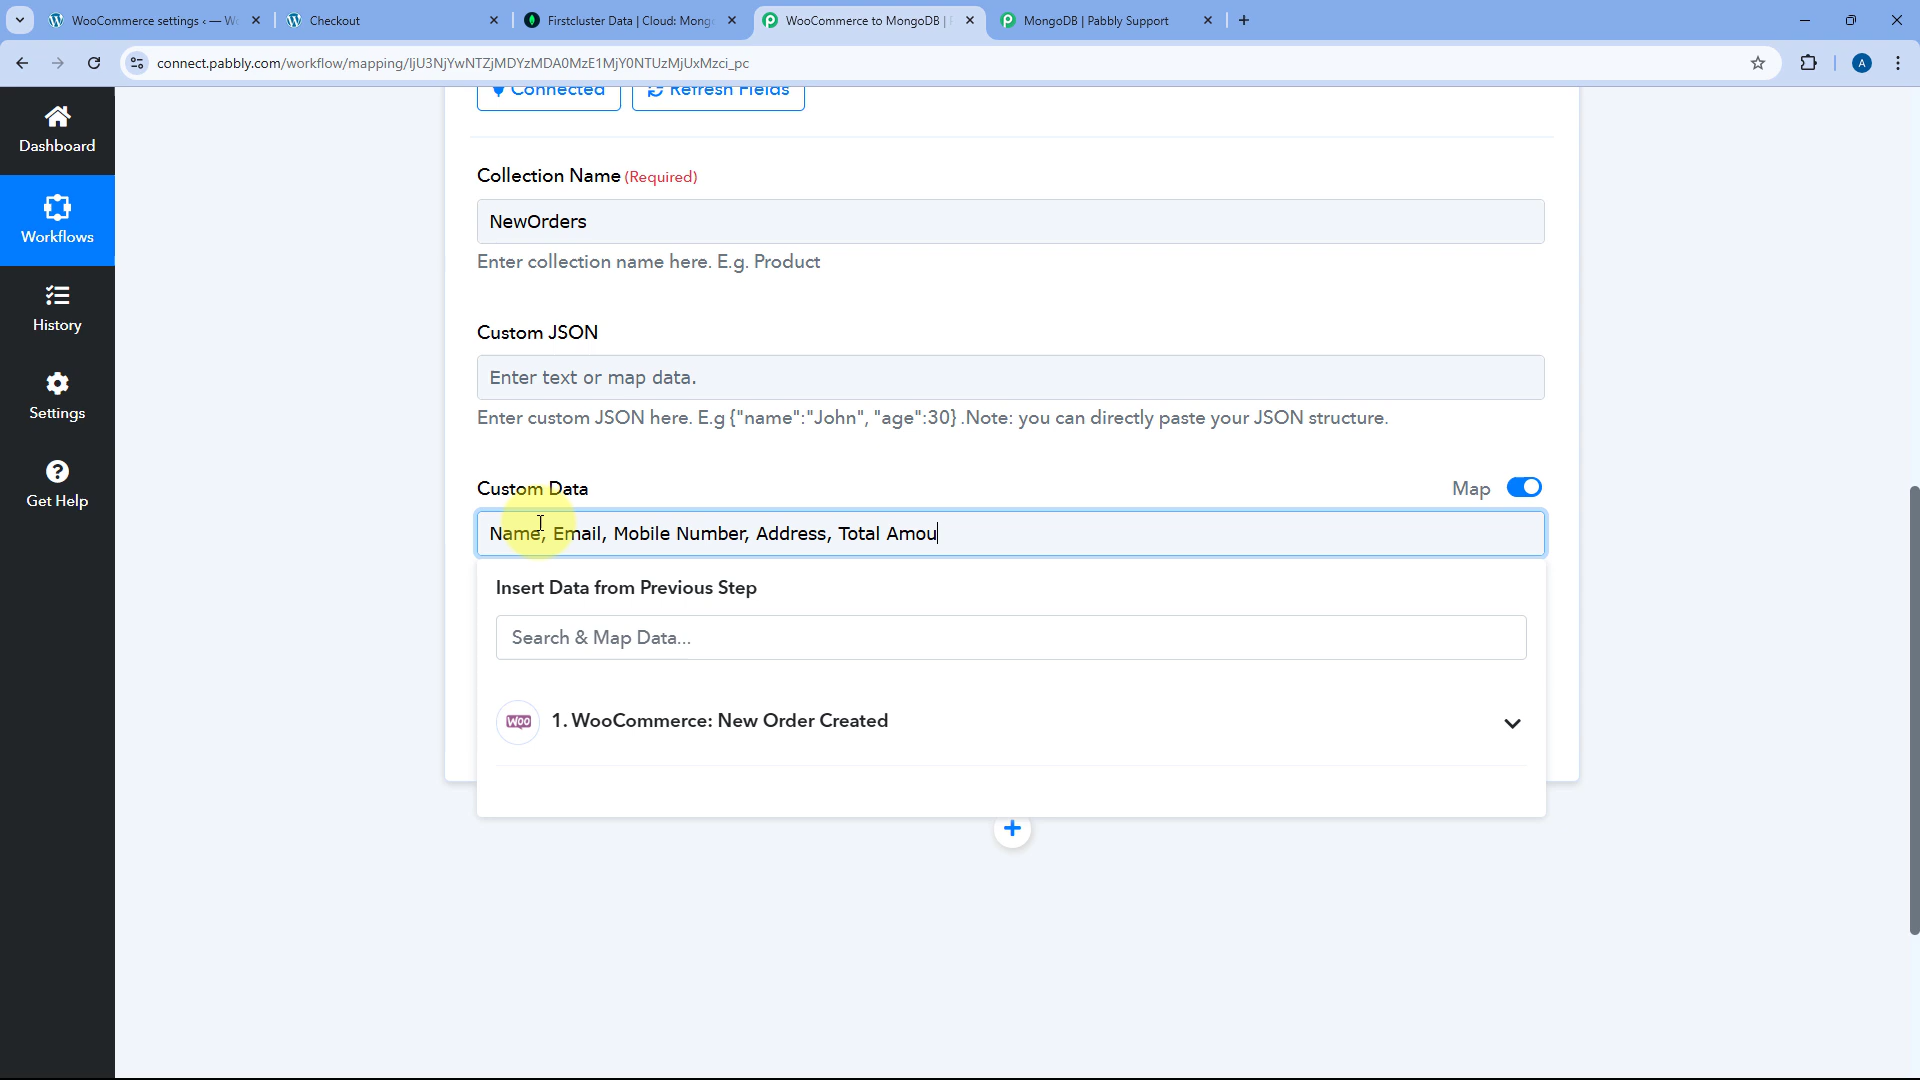 WooCommerce settings ‹ — W
Checkout
Firstcluster Data | Cloud: Mong
WooCommerce to MongoDB |
MongoDB | Pabbly Support
connect.pabbly.com/workflow/mapping/IjU3NjYwNTZjMDYzMDA0MzE1MjY0NTUzMjUxMzci_pc
A
Connected
Refresh Fields
Dashboard
Workflows
History
Settings
Get Help
Collection Name (Required)
NewOrders
Enter collection name here. E.g. Product
Custom JSON
Enter text or map data.
Enter custom JSON here. E.g {"name":"John", "age":30} .Note: you can directly paste your JSON structure.
Custom Data
Map
Name, Email, Mobile Number, Address, Total Amou
Insert Data from Previous Step
Search & Map Data...
Woo
1. WooCommerce: New Order Created